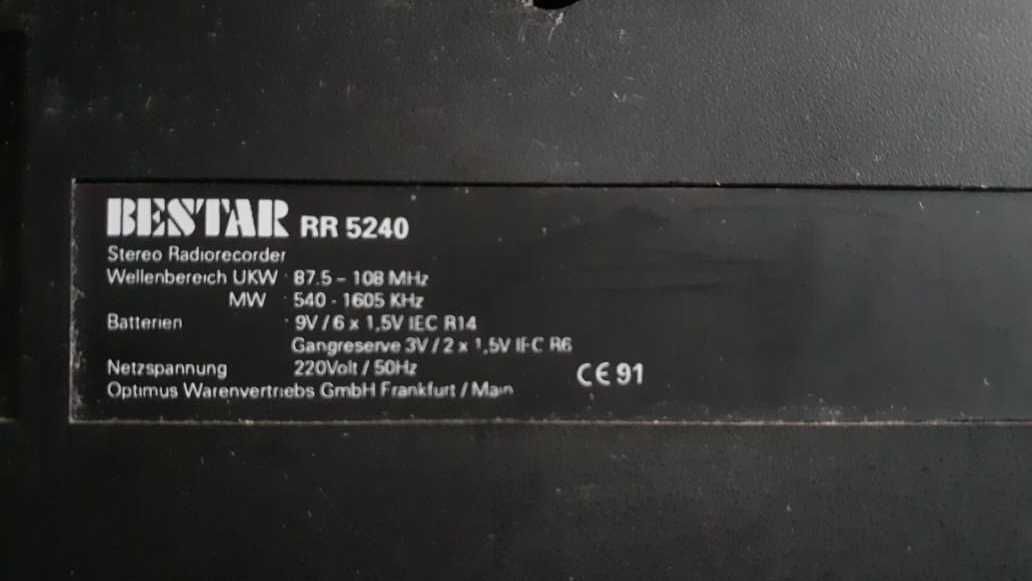 BESTAR RR 5240
Stereo Radiorecorder
Wellenbereich UKW : 87.5 – 108 MHz
MW : 540 - 1605 KHz
Batterien : 9V / 6 x 1,5V IEC R14
Gangreserve 3V / 2 x 1,5V IEC R6
Netzspannung 220Volt / 50Hz
CE 91
Optimus Warenvertriebs GmbH Frankfurt / Main